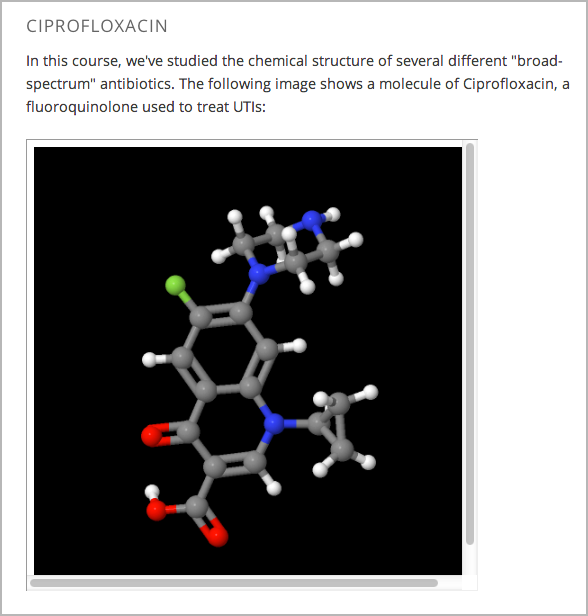 CIPROFLOXACIN
In this course, we've studied the chemical structure of several different "broad-
spectrum" antibiotics. The following image shows a molecule of Ciprofloxacin, a
fluoroquinolone used to treat UTIs: